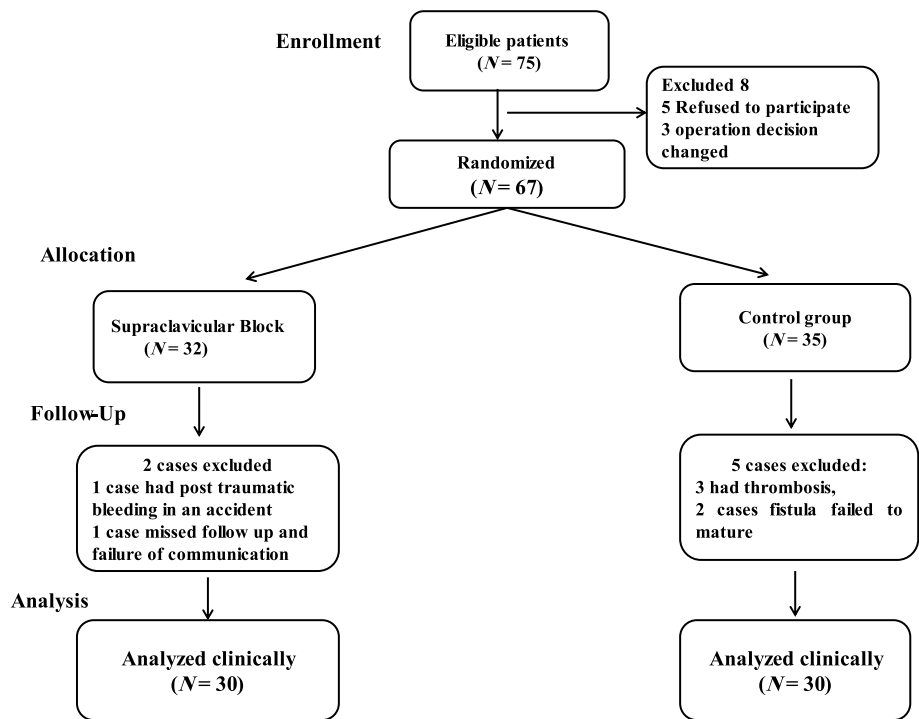 Enrollment
Eligible patients
(N = 75)
Excluded 8
5 Refused to participate
3 operation decision
changed
Randomized
(N = 67)
Allocation
Supraclavicular Block
(N = 32)
Control group
(N = 35)
Follow-Up
2 cases excluded
1 case had post traumatic
bleeding in an accident
1 case missed follow up and
failure of communication
5 cases excluded:
3 had thrombosis,
2 cases fistula failed to
mature
Analysis
Analyzed clinically
(N = 30)
Analyzed clinically
(N = 30)